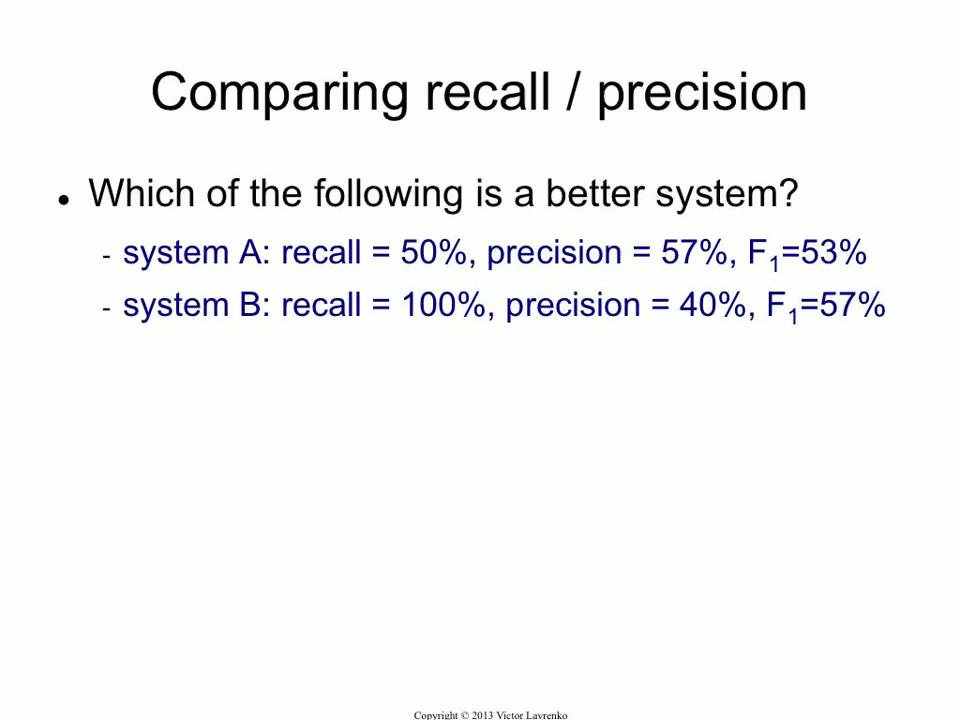 Comparing recall / precision
● Which of the following is a better system?
- system A: recall = 50%, precision = 57%, F₁=53%
- system B: recall = 100%, precision = 40%, F₁=57%
Copyright © 2013 Victor Lavrenko